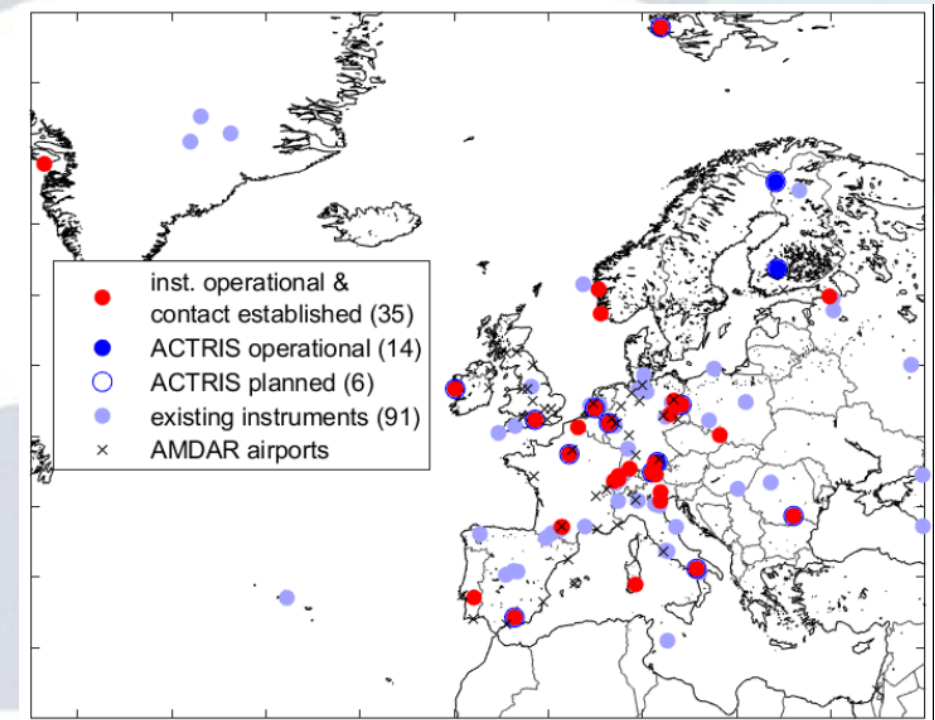 inst. operational &
contact established (35)
ACTRIS operational (14)
ACTRIS planned (6)
existing instruments (91)
AMDAR airports